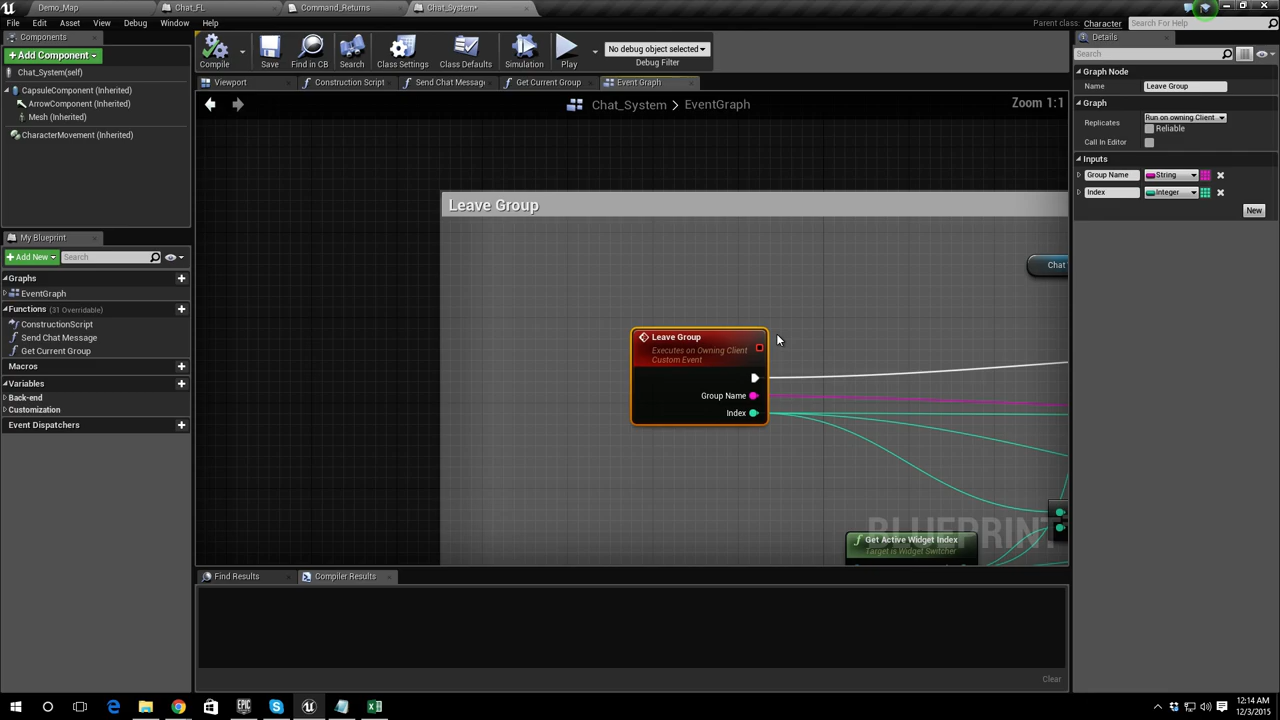 Demo_Map
Chat_FL
Command_Returns
Chat_System*
File
Edit
Asset
View
Debug
Window
Help
Parent class: Character
Search For Help
Components
+Add Component
Chat_System(self)
CapsuleComponent (Inherited)
ArrowComponent (Inherited)
Mesh (Inherited)
CharacterMovement (Inherited)
Compile
Save
Find in CB
Search
Class Settings
Class Defaults
Simulation
Play
No debug object selected
Debug Filter
Viewport
Construction Script
Send Chat Message
Get Current Group
Event Graph
Chat_System > EventGraph
Zoom 1:1
Leave Group
Chat
Leave Group
Executes on Owning Client
Custom Event
Group Name
Index
Get Active Widget Index
Target is Widget Switcher
BLUEPRINT
My Blueprint
+Add New
Search
Graphs
EventGraph
Functions (31 Overridable)
ConstructionScript
Send Chat Message
Get Current Group
Macros
Variables
Back-end
Customization
Event Dispatchers
Find Results
Compiler Results
Clear
Details
Search
Graph Node
Name
Leave Group
Graph
Replicates
Run on owning Client
Reliable
Call In Editor
Inputs
Group Name
String
Index
Integer
New
12:14 AM
12/3/2015